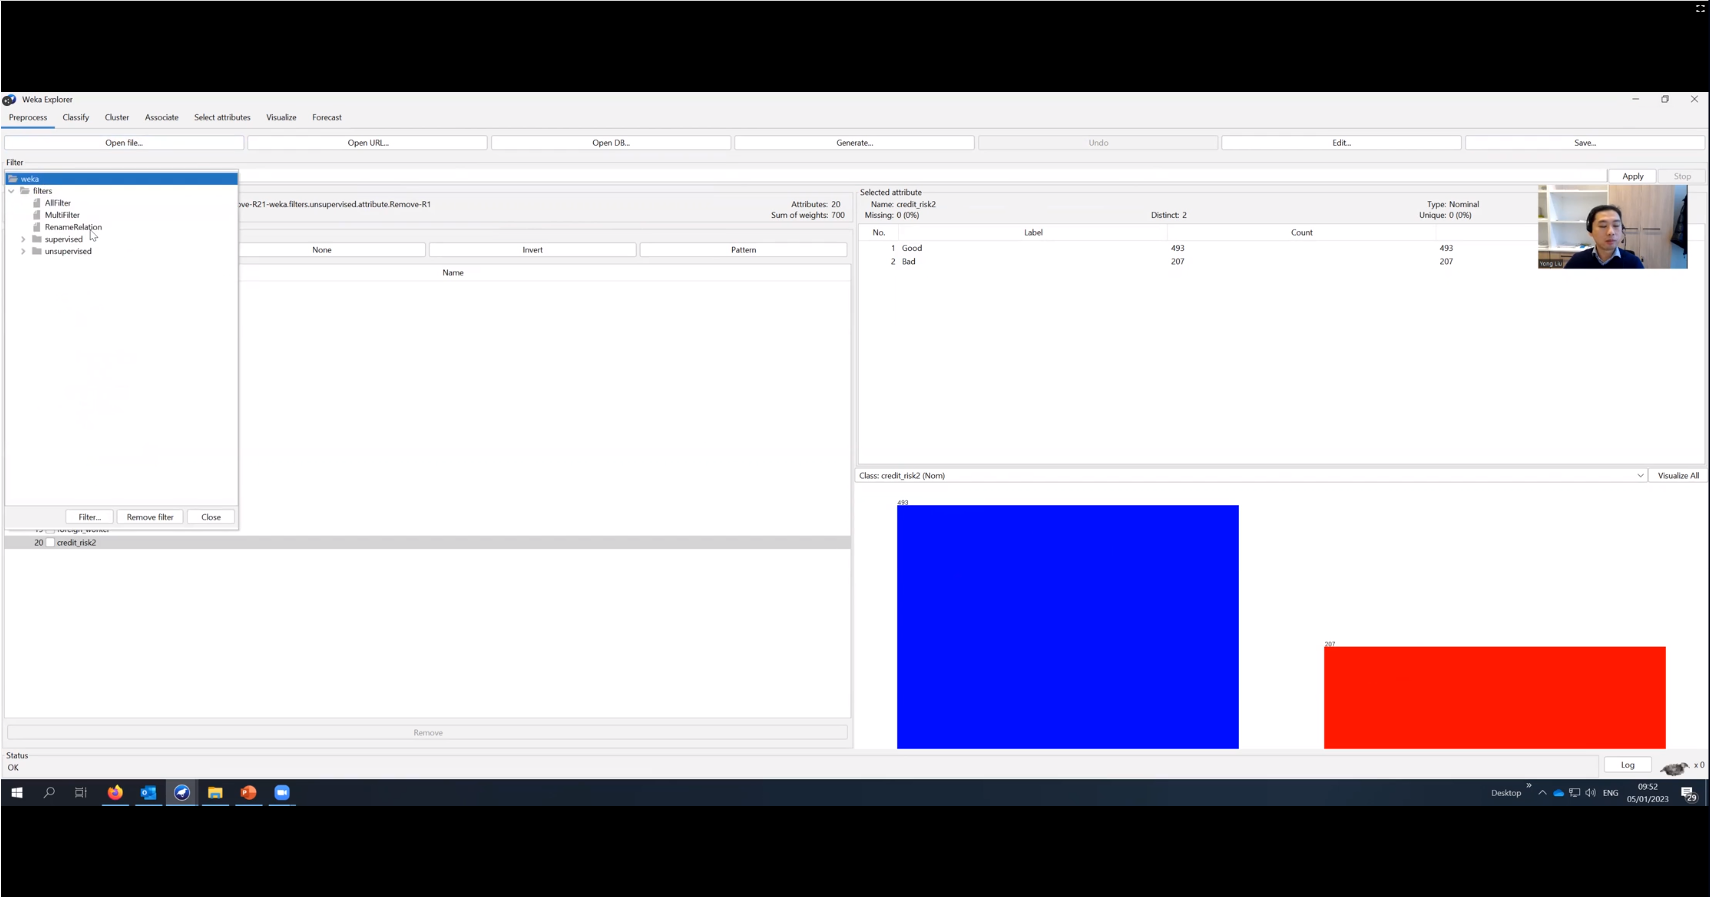 Weka Explorer
Preprocess Classify Cluster Associate Select attributes Visualize Forecast
Open file... Open URL... Open DB... Generate... Undo Edit... Save...
Filter
weka
Apply Stop
filters
AllFilter
MultiFilter
RenameRelation
supervised
unsupervised
Filter... Remove filter Close
ove-R21-weka.filters.unsupervised.attribute.Remove-R1
Attributes: 20
Sum of weights: 700
None Invert Pattern
Name
19 foreign_worker
20 credit_risk2
Remove
Selected attribute
Name: credit_risk2 Type: Nominal
Missing: 0 (0%) Distinct: 2 Unique: 0 (0%)
No. Label Count
1 Good 493 493
2 Bad 207 207
Yong Liu
Class: credit_risk2 (Nom) Visualize All
493
207
Status
OK
Log x 0
Desktop ENG 09:52
05/01/2023 29